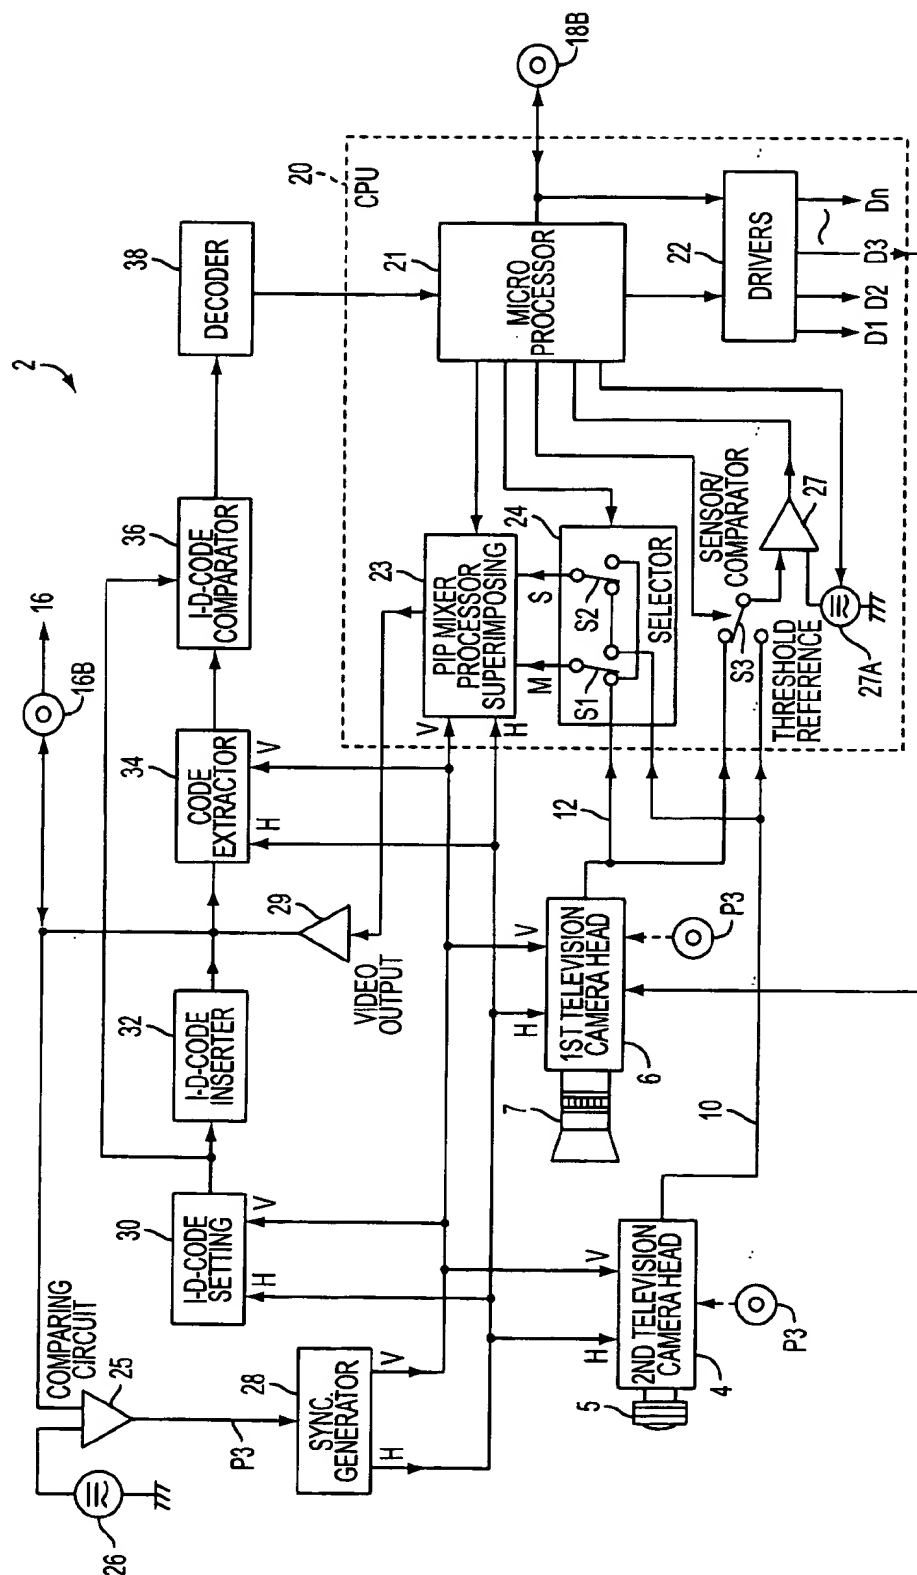 2
16
16B
18B
20
CPU
38
DECODER
36
I-D-CODE
COMPARATOR
34
CODE
EXTRACTOR
H
V
32
I-D-CODE
INSERTER
30
I-D-CODE
SETTING
H
V
COMPARING
CIRCUIT
25
26
P3
28
SYNC.
GENERATOR
V
H
29
VIDEO
OUTPUT
21
MICRO
PROCESSOR
22
DRIVERS
D1
D2
D3
Dn
23
PIP MIXER
PROCESSOR
SUPERIMPOSING
V
H
M
S
24
S1
S2
SELECTOR
SENSOR/
COMPARATOR
27
S3
THRESHOLD
REFERENCE
27A
12
10
7
1ST TELEVISION
CAMERA HEAD
H
V
6
P3
5
2ND TELEVISION
CAMERA HEAD
H
V
4
P3